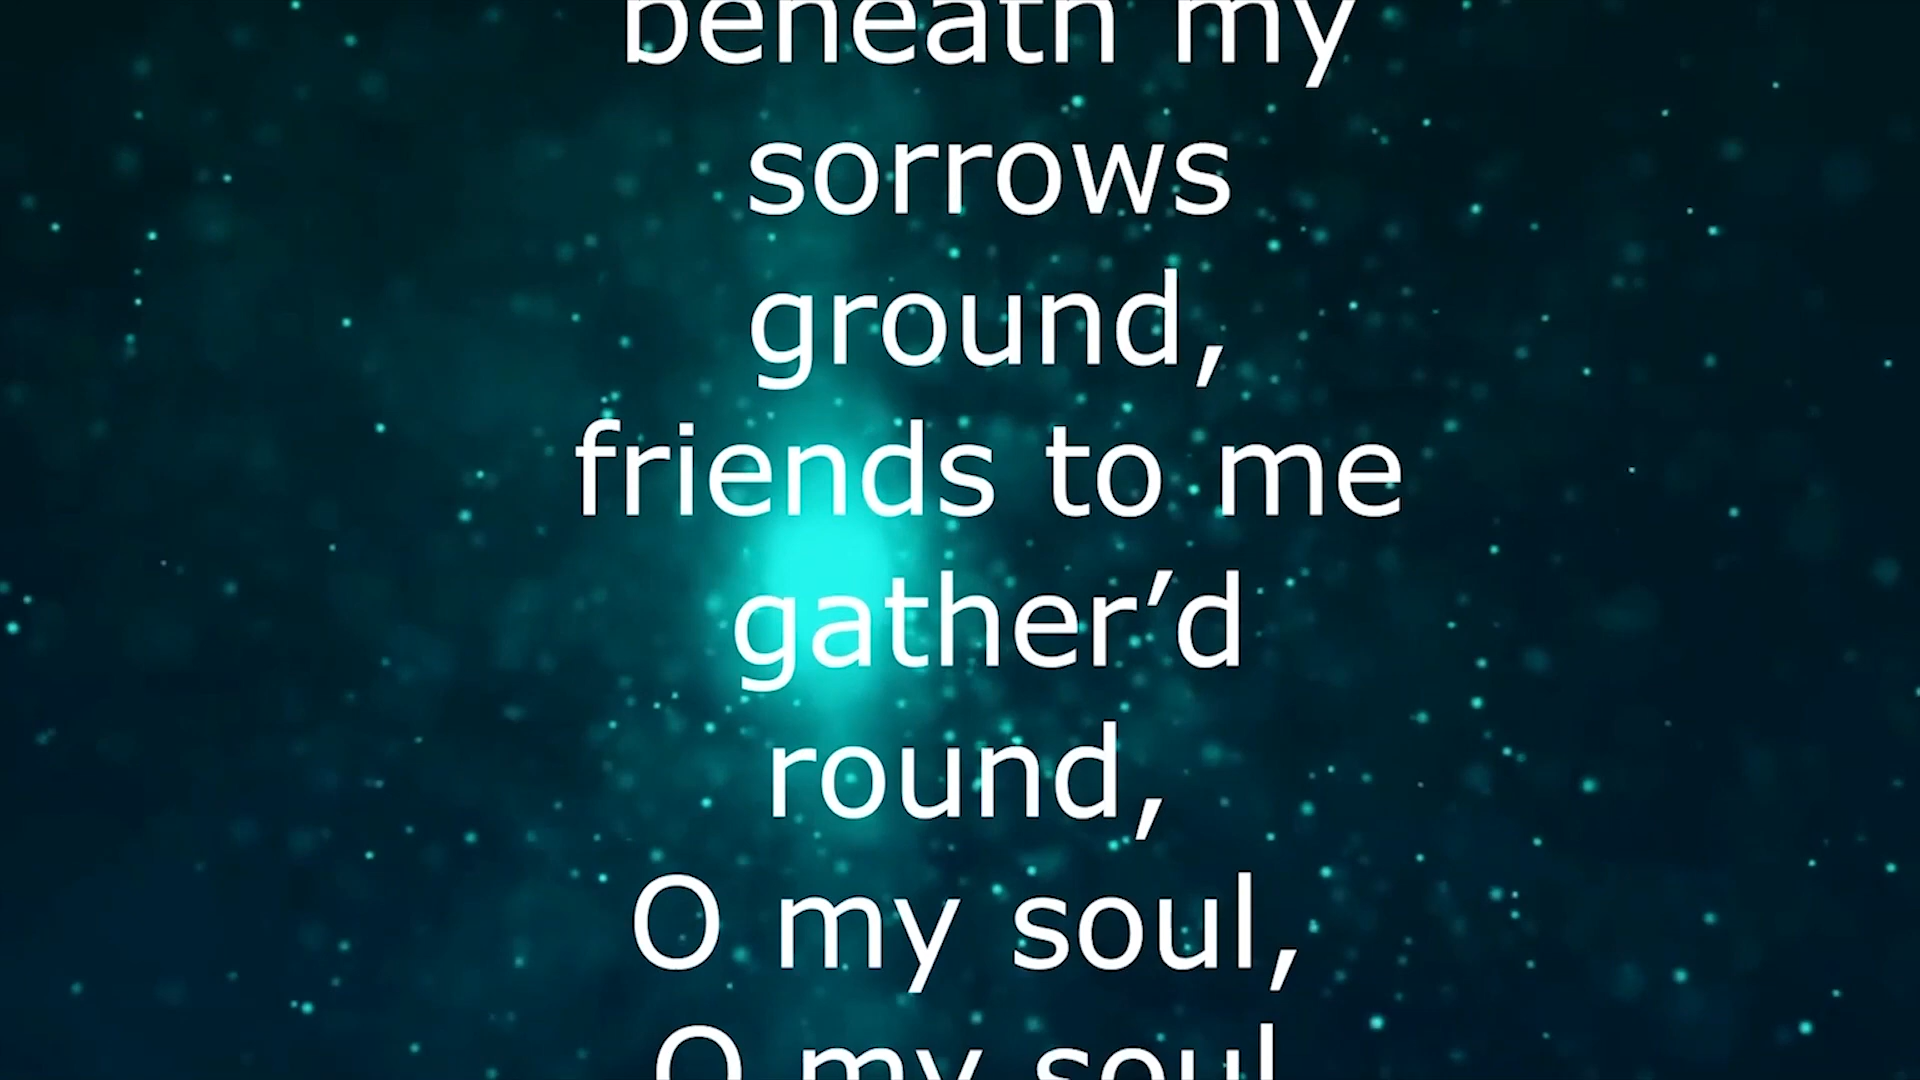 beneath my
sorrows
ground,
friends to me
gather’d
round,
O my soul,
O my soul